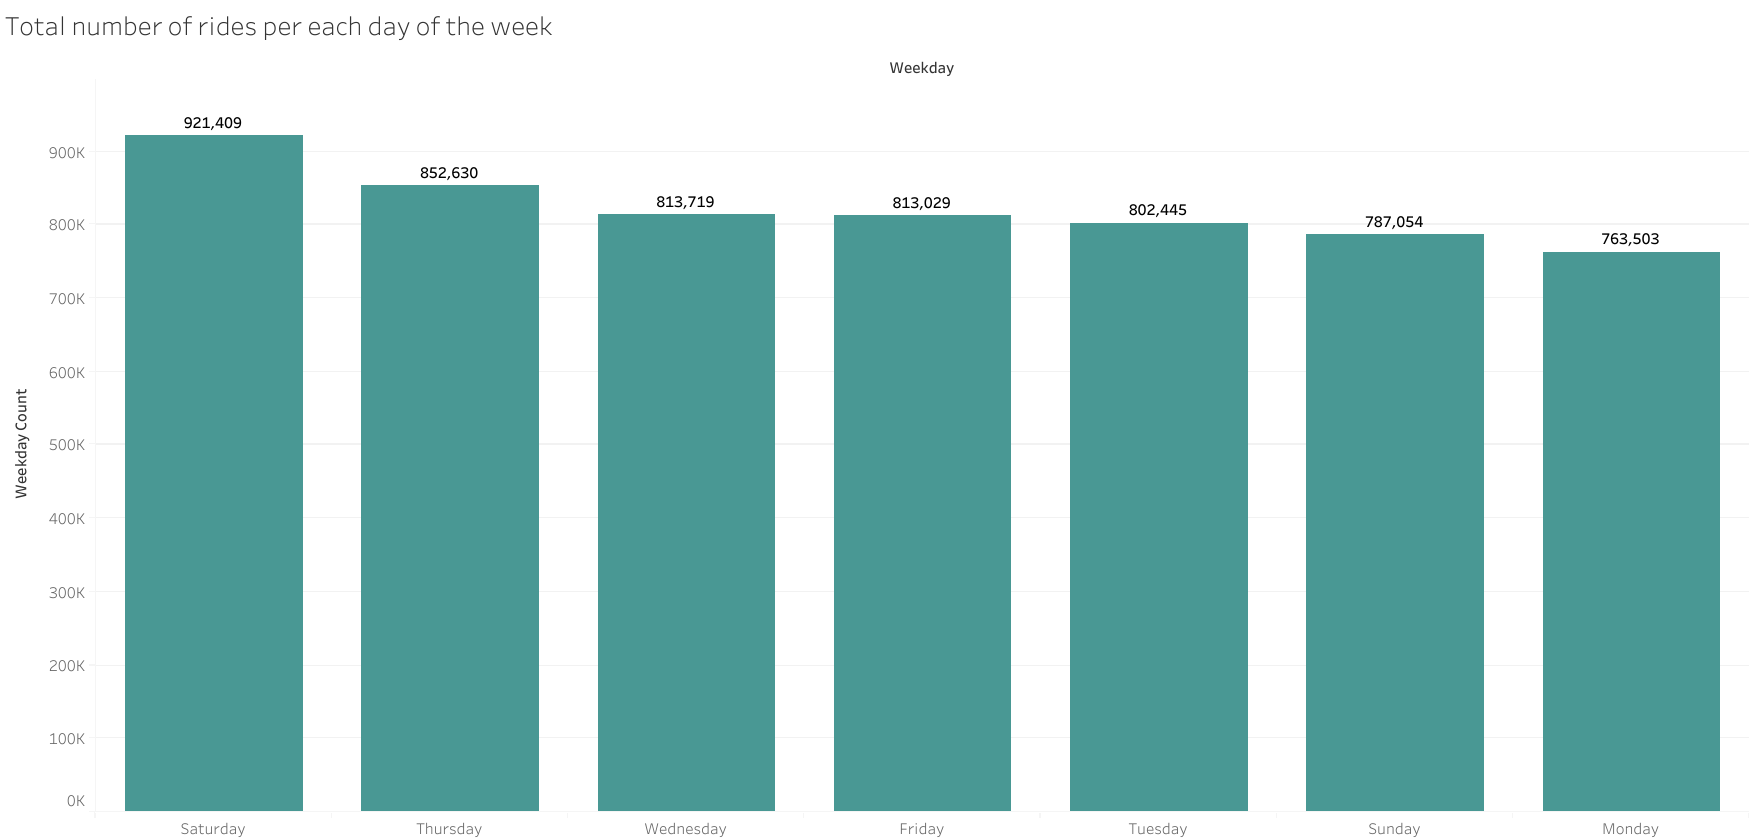 Total number of rides per each day of the week
Weekday
921,409
852,630
813,719
813,029
802,445
787,054
763,503
900K
800K
700K
600K
500K
400K
300K
200K
100K
0K
Weekday Count
Saturday
Thursday
Wednesday
Friday
Tuesday
Sunday
Monday